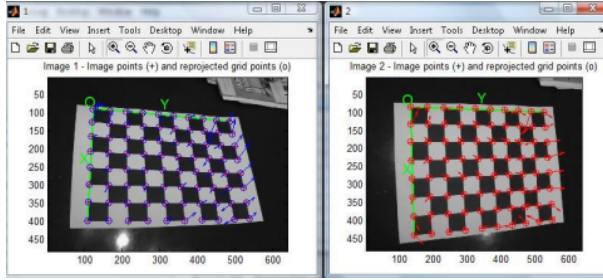 1
File Edit View Insert Tools Desktop Window Help
Image 1 - Image points (+) and reprojected grid points (o)
O
Y
X
50
100
150
200
250
300
350
400
450
100 200 300 400 500 600
2
File Edit View Insert Tools Desktop Window Help
Image 2 - Image points (+) and reprojected grid points (o)
O
Y
X
50
100
150
200
250
300
350
400
450
100 200 300 400 500 600